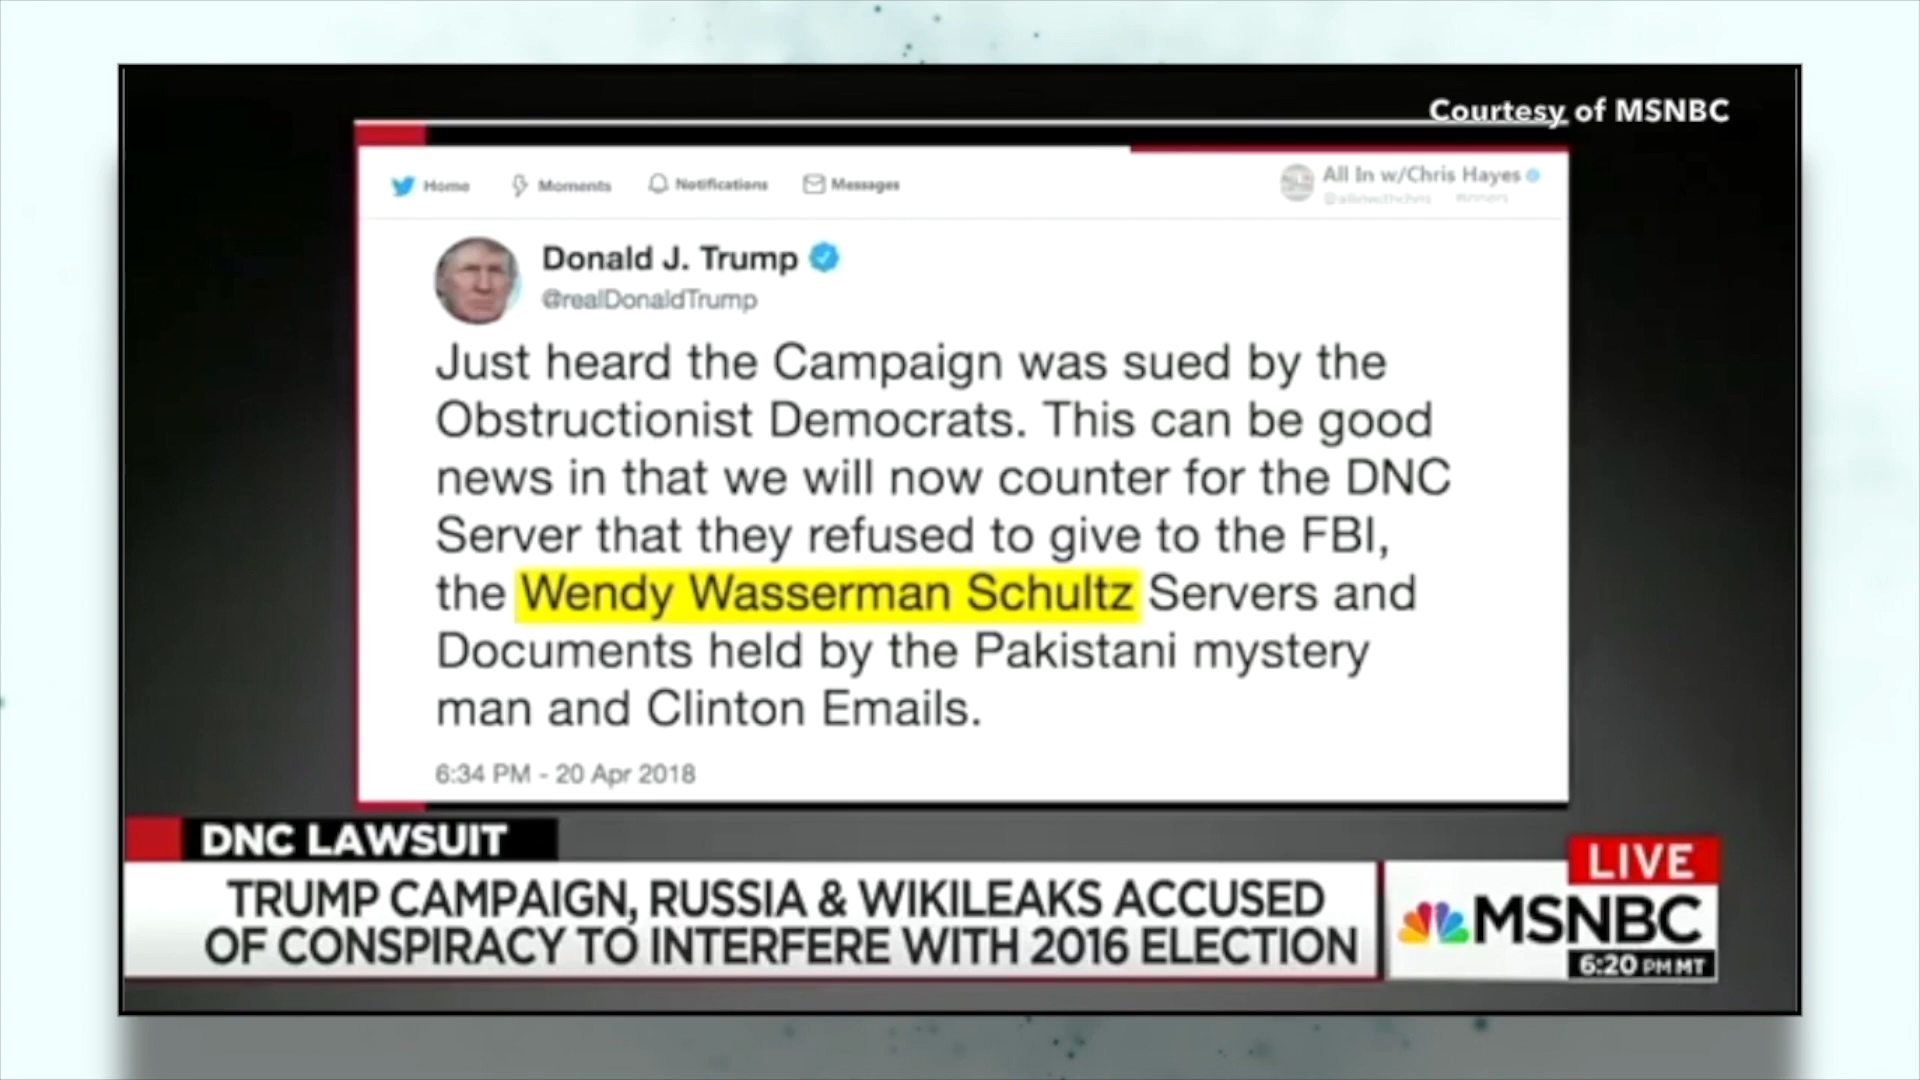 Courtesy of MSNBC
Home Moments Notifications Messages
All In w/Chris Hayes
@allinwithchris
Donald J. Trump
@realDonaldTrump
Just heard the Campaign was sued by the
Obstructionist Democrats. This can be good
news in that we will now counter for the DNC
Server that they refused to give to the FBI,
the Wendy Wasserman Schultz Servers and
Documents held by the Pakistani mystery
man and Clinton Emails.
6:34 PM - 20 Apr 2018
DNC LAWSUIT
TRUMP CAMPAIGN, RUSSIA & WIKILEAKS ACCUSED
OF CONSPIRACY TO INTERFERE WITH 2016 ELECTION
LIVE
MSNBC
6:20 PM MT